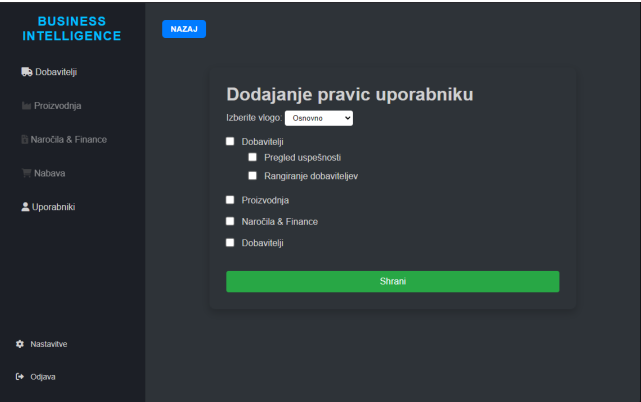 BUSINESS
INTELLIGENCE
Dobavitelji
Proizvodnja
Naročila & Finance
Nabava
Uporabniki
Nastavitve
Odjava
NAZAJ
Dodajanje pravic uporabniku
Izberite vlogo: Osnovno
Dobavitelji
Pregled uspešnosti
Rangiranje dobaviteljev
Proizvodnja
Naročila & Finance
Dobavitelji
Shrani